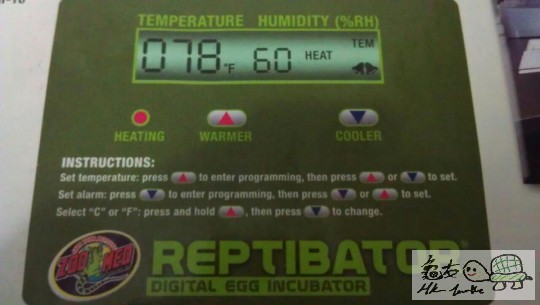 TEMPERATURE HUMIDITY (%RH)
078°F 60 HEAT TEM
HEATING WARMER COOLER
INSTRUCTIONS:
Set temperature: press to enter programming, then press or to set.
Set alarm: press to enter programming, then press or to set.
Select “C” or “F”: press and hold , then press to change.
ZOO MED
REPTIBATOR
DIGITAL EGG INCUBATOR
龜友
HK